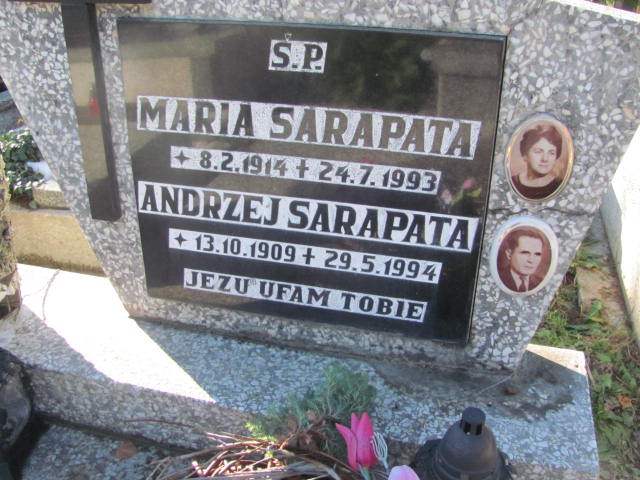 Ś.P.
MARIA SARAPATA
✦ 8.2.1914 + 24.7.1993
ANDRZEJ SARAPATA
✦ 13.10.1909 + 29.5.1994
JEZU UFAM TOBIE